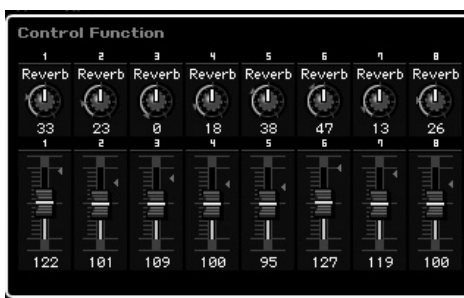 Control Function
1 2 3 4 5 6 7 8
Reverb Reverb Reverb Reverb Reverb Reverb Reverb Reverb
33 23 0 18 38 47 13 26
1 2 3 4 5 6 7 8
122 101 109 100 95 127 119 100